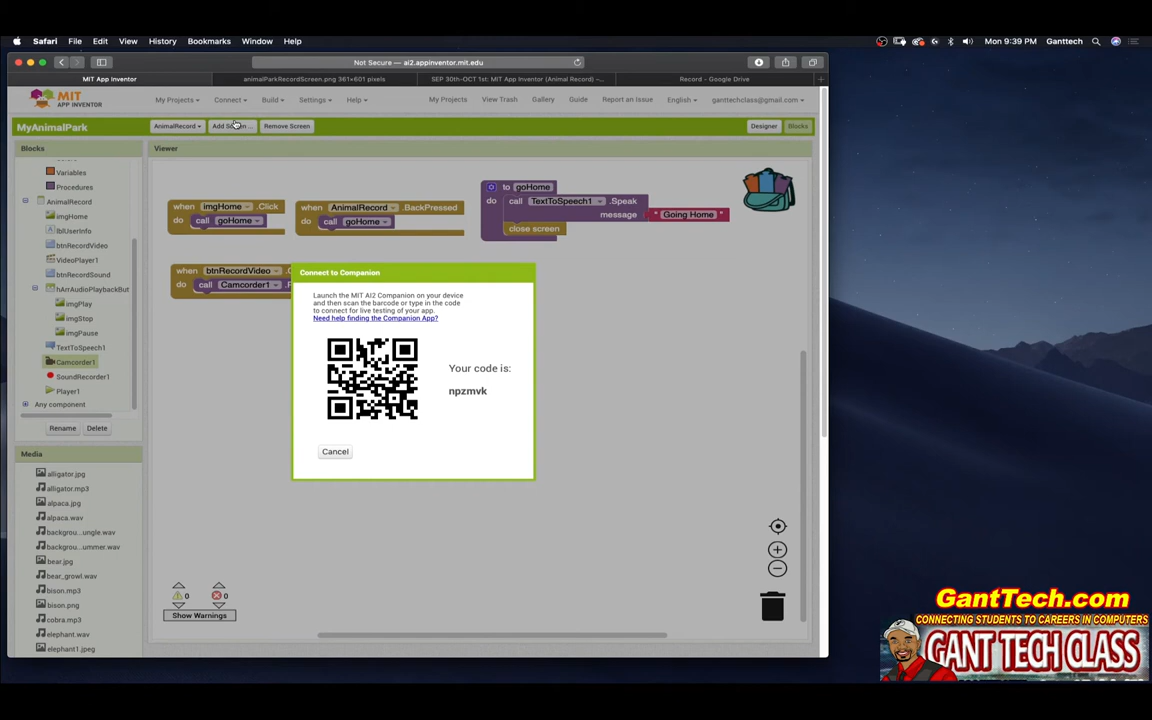 Safari File Edit View History Bookmarks Window Help
Mon 9:39 PM Ganttech
Not Secure — ai2.appinventor.mit.edu
MIT App Inventor
animalParkRecordScreen.png 361×601 pixels
SEP 30th-OCT 1st: MIT App Inventor (Animal Record) –...
Record – Google Drive
MIT
APP INVENTOR
My Projects Connect Build Settings Help
My Projects View Trash Gallery Guide Report an issue English ganttechclass@gmail.com
MyAnimalPark
AnimalRecord
Remove Screen
Designer Blocks
Blocks
Viewer
Variables
Procedures
AnimalRecord
imgHome
lblUserInfo
btnRecordVideo
VideoPlayer1
btnRecordSound
hArrAudioPlaybackBut
imgPlay
imgStop
imgPause
TextToSpeech1
Camcorder1
SoundRecorder1
Player1
Any component
Rename Delete
Media
alligator.jpg
alligator.mp3
alpaca.jpg
alpaca.wav
backgrou...ungle.wav
backgrou...ummer.wav
bear.jpg
bear_growl.wav
bison.mp3
bison.png
cobra.mp3
elephant.wav
elephant1.jpeg
when imgHome .Click
do call goHome
when AnimalRecord .BackPressed
do call goHome
to goHome
do call TextToSpeech1 .Speak
message " Going Home "
close screen
when btnRecordVideo
do call Camcorder1
Connect to Companion
Launch the MIT AI2 Companion on your device
and then scan the barcode or type in the code
to connect for live testing of your app.
Need help finding the Companion App?
Your code is:
npzmvk
Cancel
0 0
Show Warnings
GantTech.com
CONNECTING STUDENTS TO CAREERS IN COMPUTERS
GANT TECH CLASS